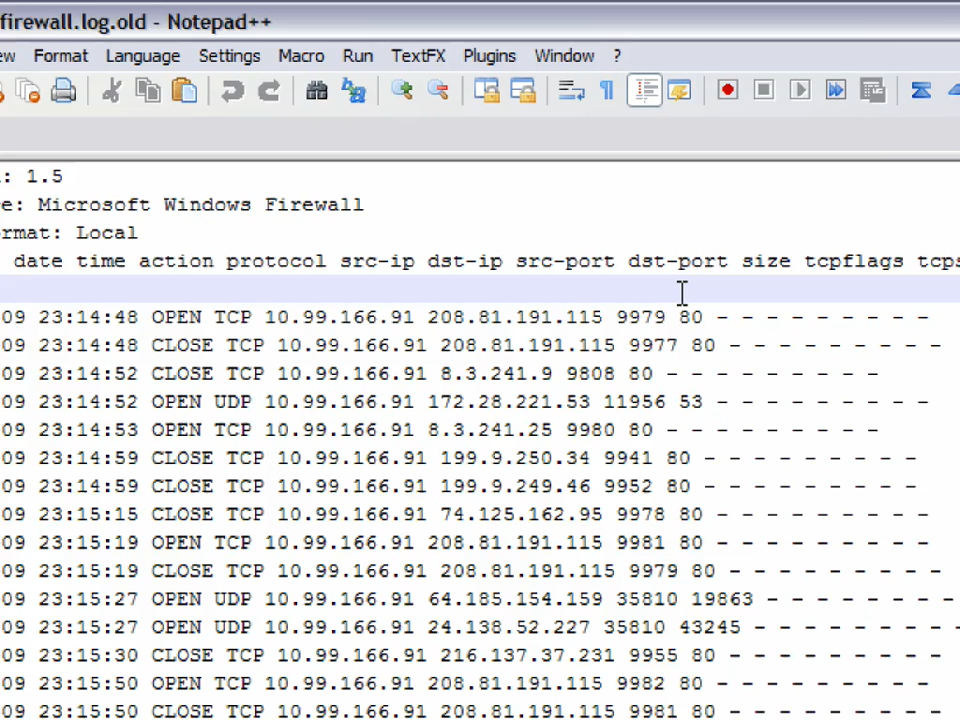 firewall.log.old - Notepad++
ew Format Language Settings Macro Run TextFX Plugins Window ?
: 1.5
e: Microsoft Windows Firewall
rmat: Local
date time action protocol src-ip dst-ip src-port dst-port size tcpflags tcps
09 23:14:48 OPEN TCP 10.99.166.91 208.81.191.115 9979 80 - - - - - - - - -
09 23:14:48 CLOSE TCP 10.99.166.91 208.81.191.115 9977 80 - - - - - - - - -
09 23:14:52 CLOSE TCP 10.99.166.91 8.3.241.9 9808 80 - - - - - - - - -
09 23:14:52 OPEN UDP 10.99.166.91 172.28.221.53 11956 53 - - - - - - - - -
09 23:14:53 OPEN TCP 10.99.166.91 8.3.241.25 9980 80 - - - - - - - - -
09 23:14:59 CLOSE TCP 10.99.166.91 199.9.250.34 9941 80 - - - - - - - - -
09 23:14:59 CLOSE TCP 10.99.166.91 199.9.249.46 9952 80 - - - - - - - - -
09 23:15:15 CLOSE TCP 10.99.166.91 74.125.162.95 9978 80 - - - - - - - - -
09 23:15:19 OPEN TCP 10.99.166.91 208.81.191.115 9981 80 - - - - - - - - -
09 23:15:19 CLOSE TCP 10.99.166.91 208.81.191.115 9979 80 - - - - - - - - -
09 23:15:27 OPEN UDP 10.99.166.91 64.185.154.159 35810 19863 - - - - - - - - -
09 23:15:27 OPEN UDP 10.99.166.91 24.138.52.227 35810 43245 - - - - - - - - -
09 23:15:30 CLOSE TCP 10.99.166.91 216.137.37.231 9955 80 - - - - - - - - -
09 23:15:50 OPEN TCP 10.99.166.91 208.81.191.115 9982 80 - - - - - - - - -
09 23:15:50 CLOSE TCP 10.99.166.91 208.81.191.115 9981 80 - - - - - - - - -